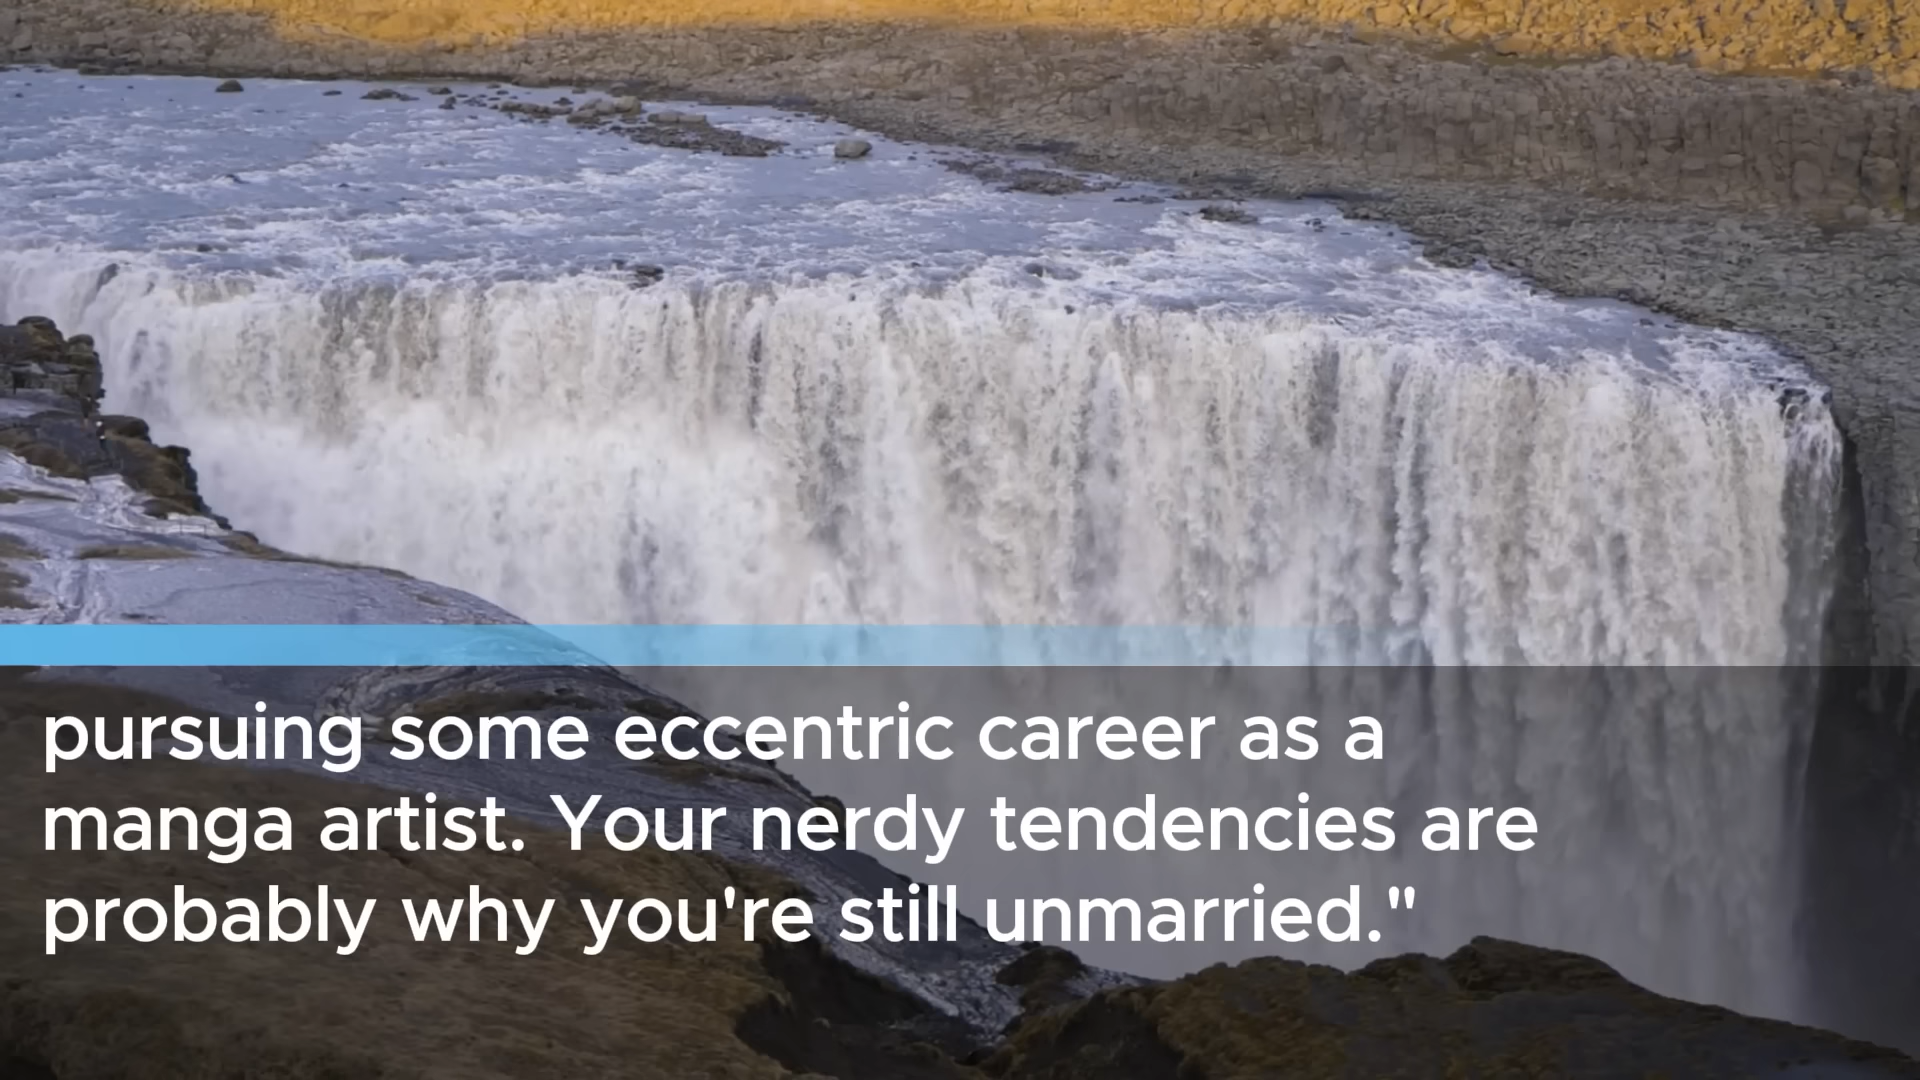 pursuing some eccentric career as a
manga artist. Your nerdy tendencies are
probably why you're still unmarried."